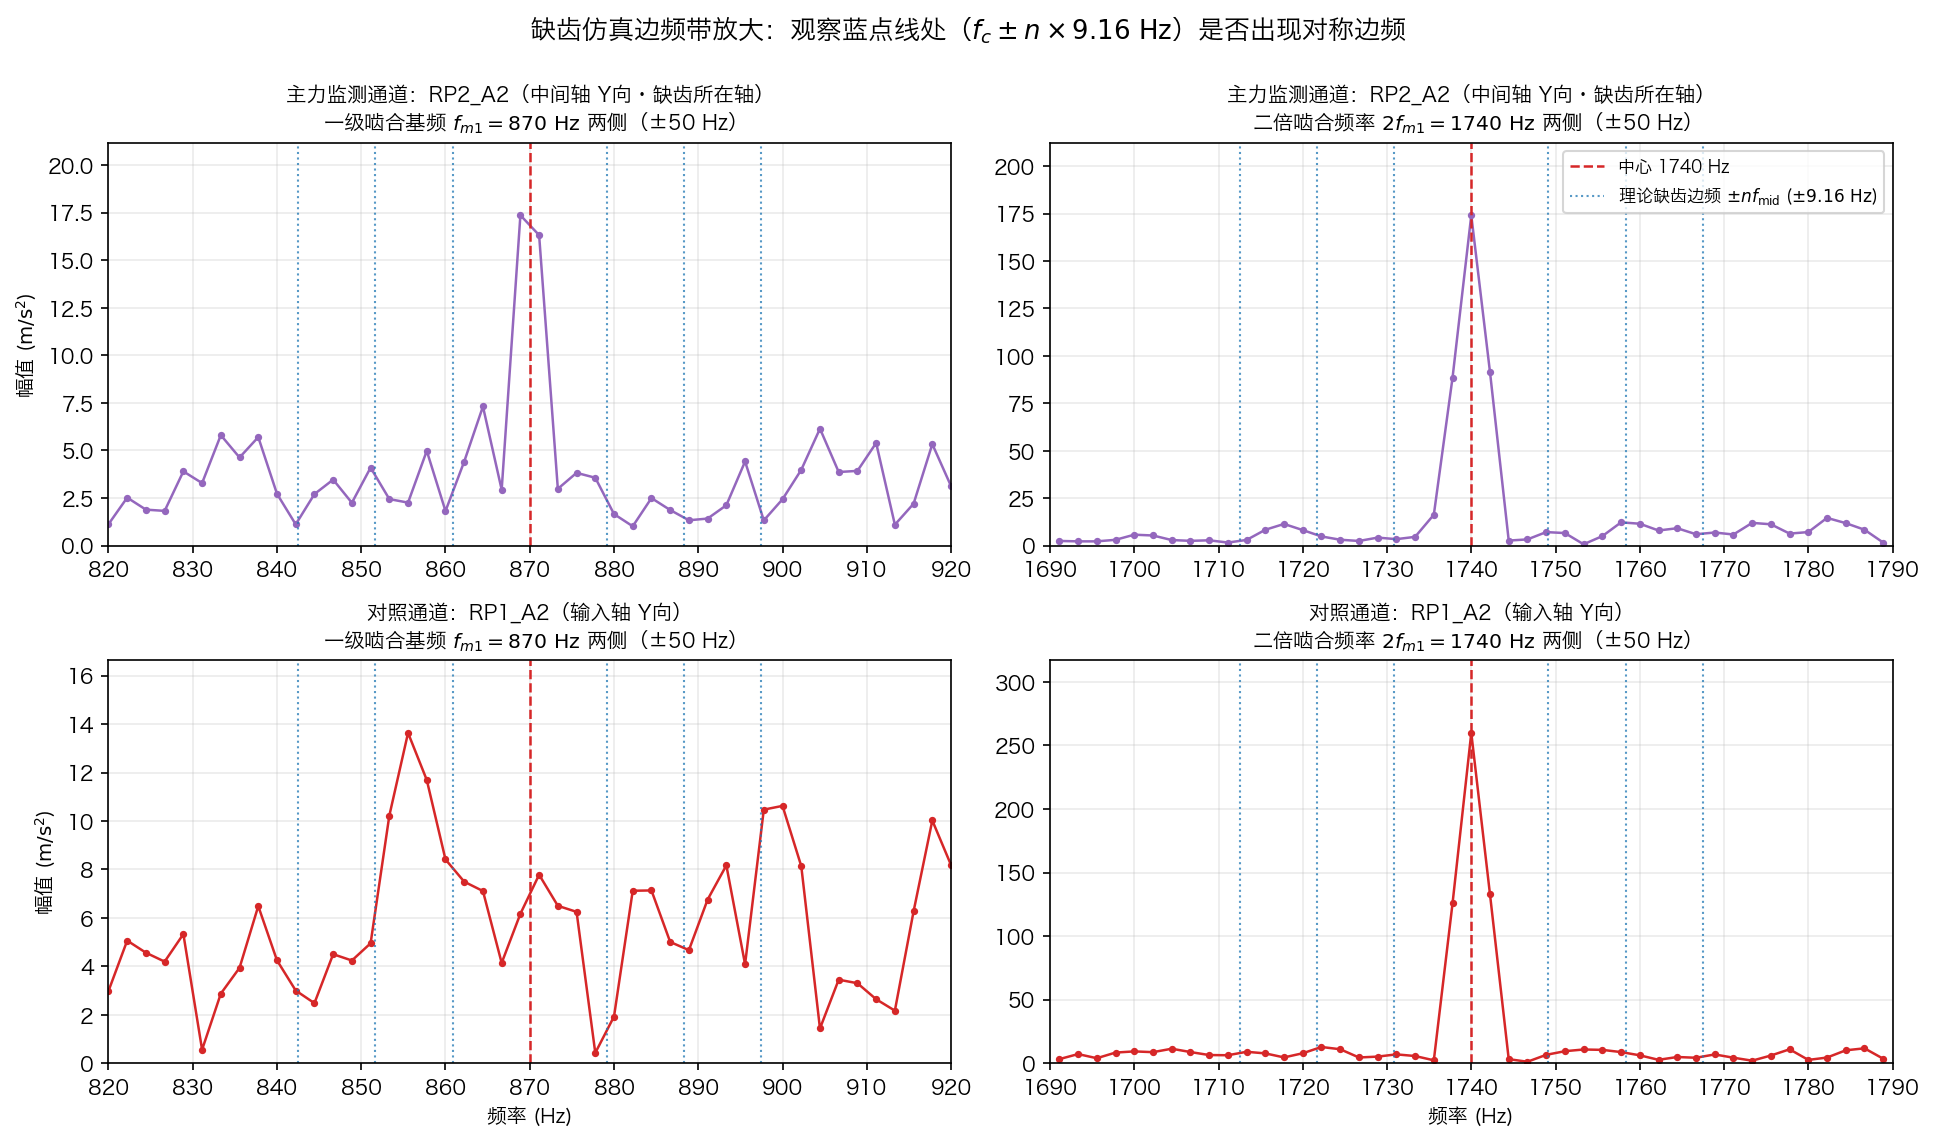 缺齿仿真边频带放大：观察蓝点线处（f_c ± n × 9.16 Hz）是否出现对称边频
主力监测通道：RP2_A2（中间轴 Y向・缺齿所在轴）
一级啮合基频 f_{m1} = 870 Hz 两侧（±50 Hz）
幅值 (m/s²)
20.0
17.5
15.0
12.5
10.0
7.5
5.0
2.5
0.0
820 830 840 850 860 870 880 890 900 910 920
主力监测通道：RP2_A2（中间轴 Y向・缺齿所在轴）
二倍啮合频率 2f_{m1} = 1740 Hz 两侧（±50 Hz）
中心 1740 Hz
理论缺齿边频 ±nf_{mid} (±9.16 Hz)
200
175
150
125
100
75
50
25
0
1690 1700 1710 1720 1730 1740 1750 1760 1770 1780 1790
对照通道：RP1_A2（输入轴 Y向）
一级啮合基频 f_{m1} = 870 Hz 两侧（±50 Hz）
幅值 (m/s²)
16
14
12
10
8
6
4
2
0
820 830 840 850 860 870 880 890 900 910 920
频率 (Hz)
对照通道：RP1_A2（输入轴 Y向）
二倍啮合频率 2f_{m1} = 1740 Hz 两侧（±50 Hz）
300
250
200
150
100
50
0
1690 1700 1710 1720 1730 1740 1750 1760 1770 1780 1790
频率 (Hz)